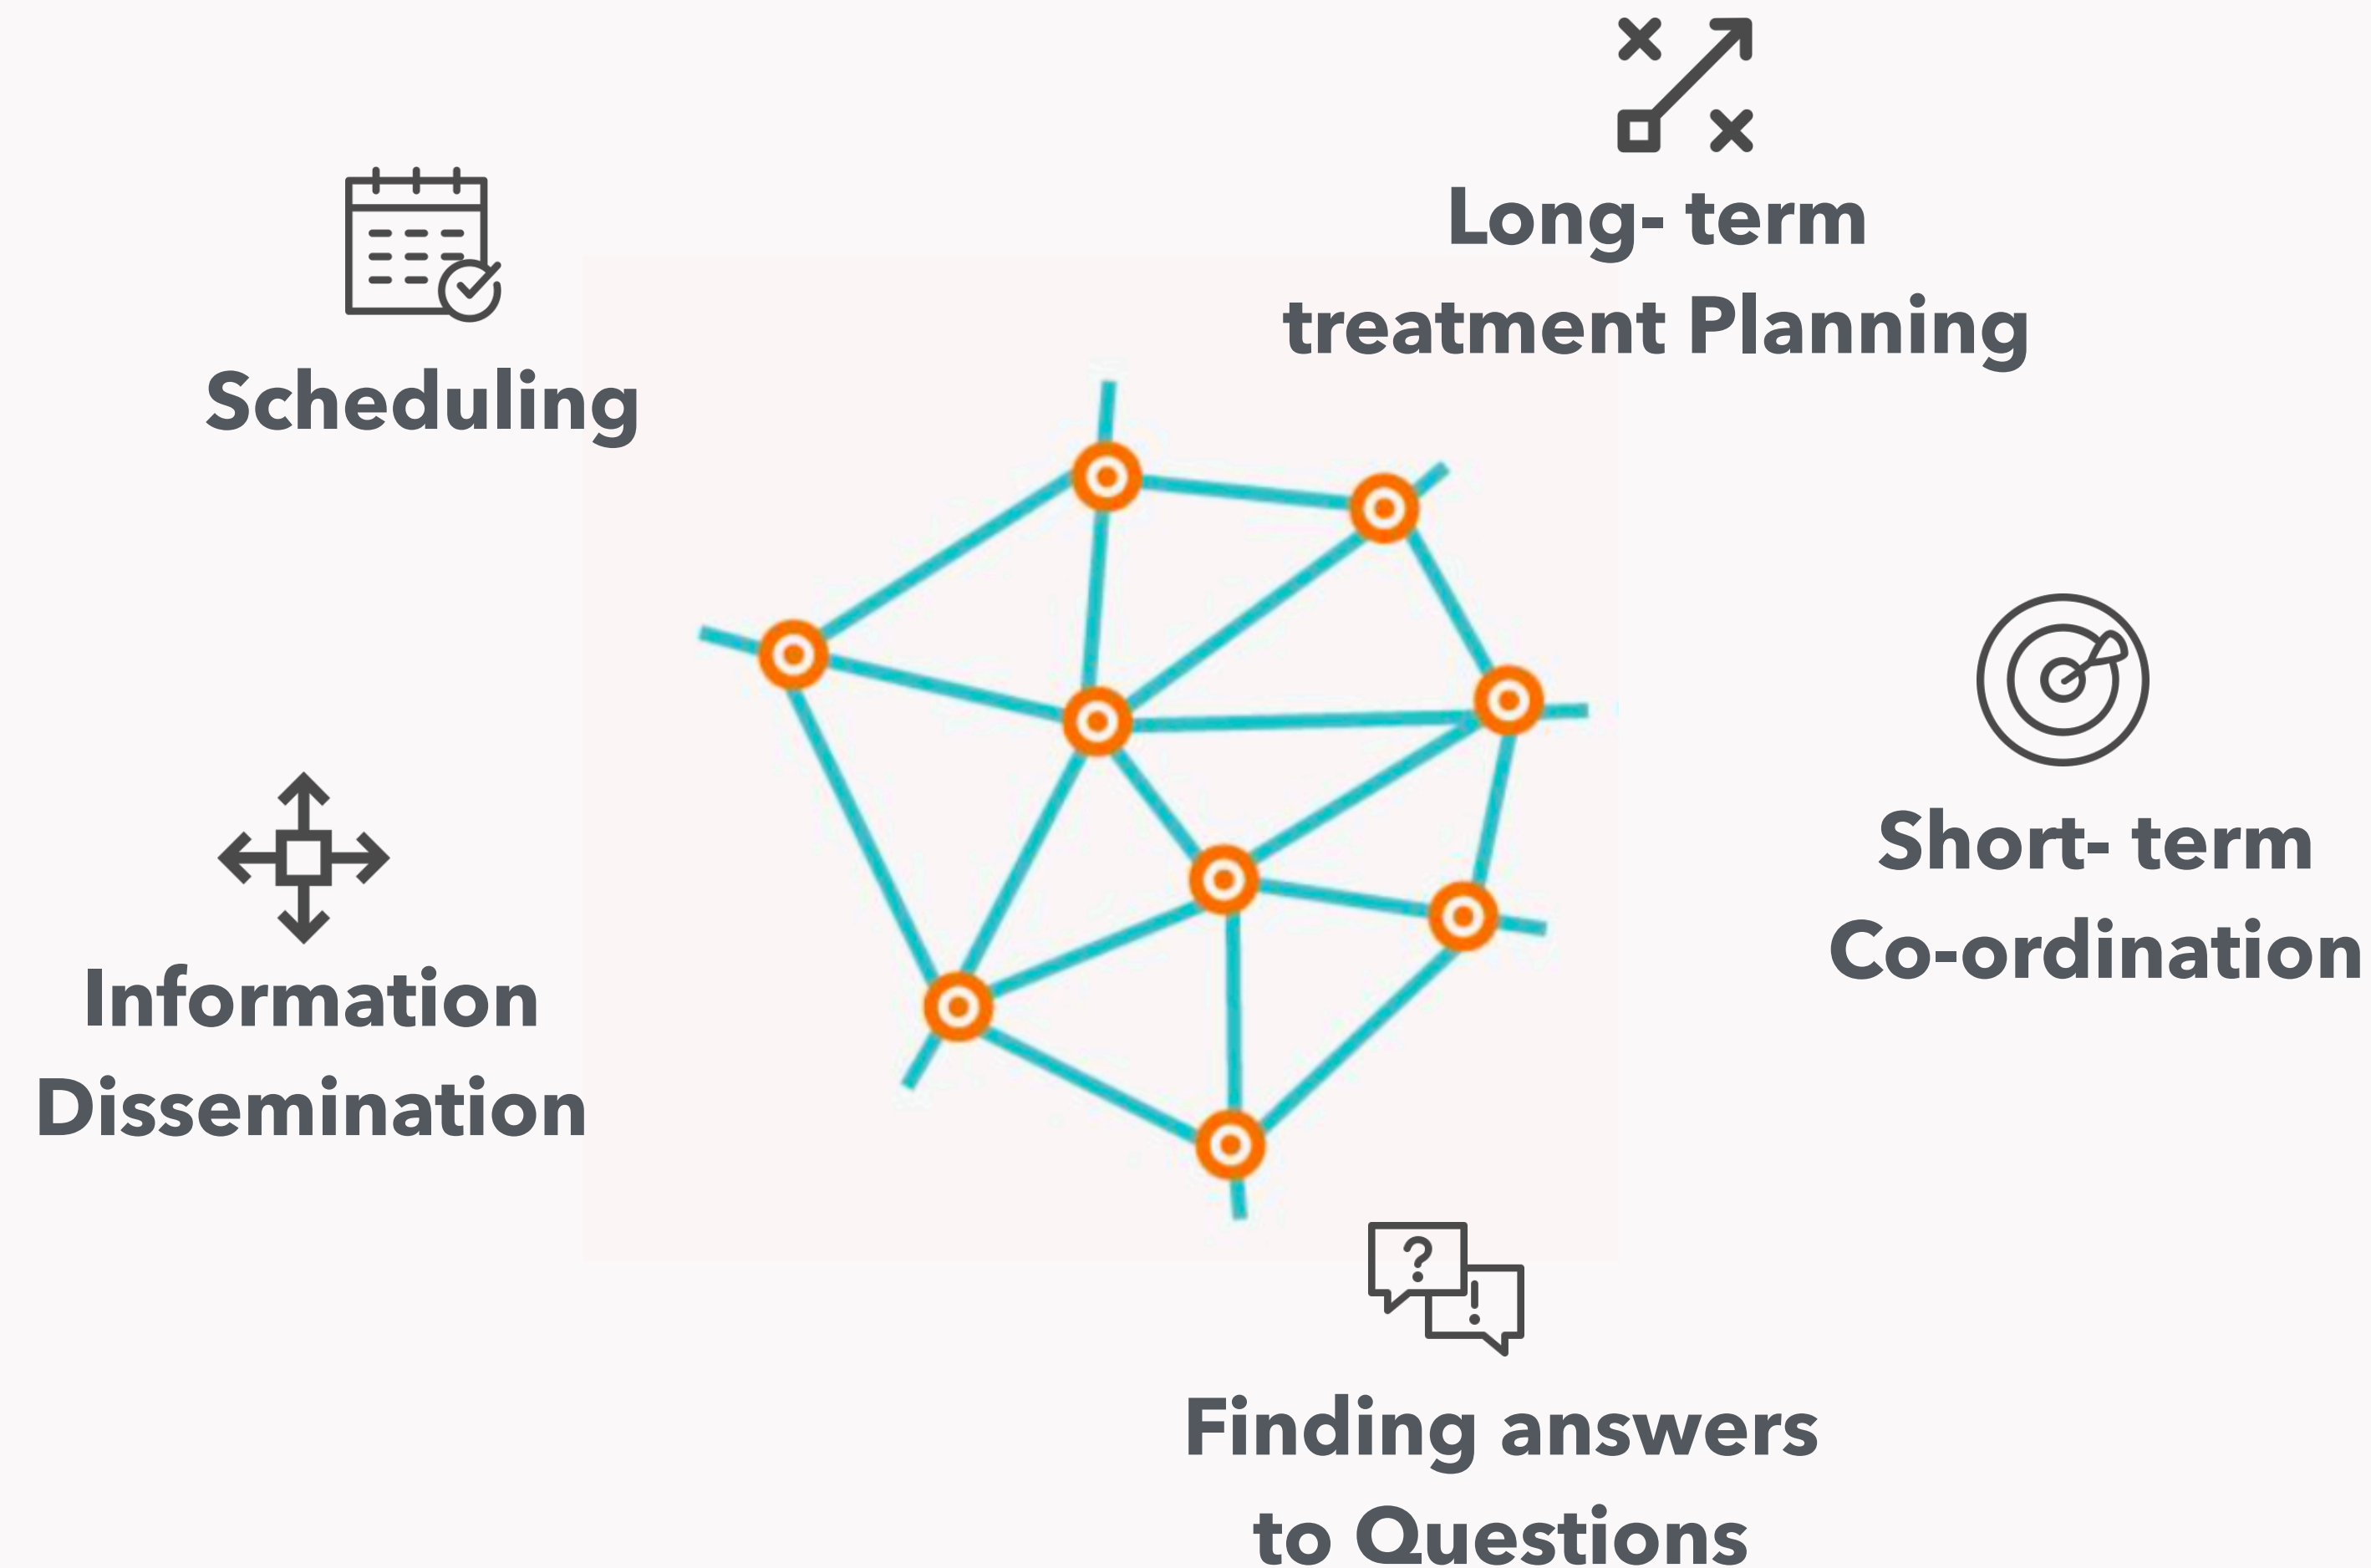 Long- term
treatment Planning
Scheduling
Short- term
Co-ordination
Information
Dissemination
?
!
Finding answers
to Questions